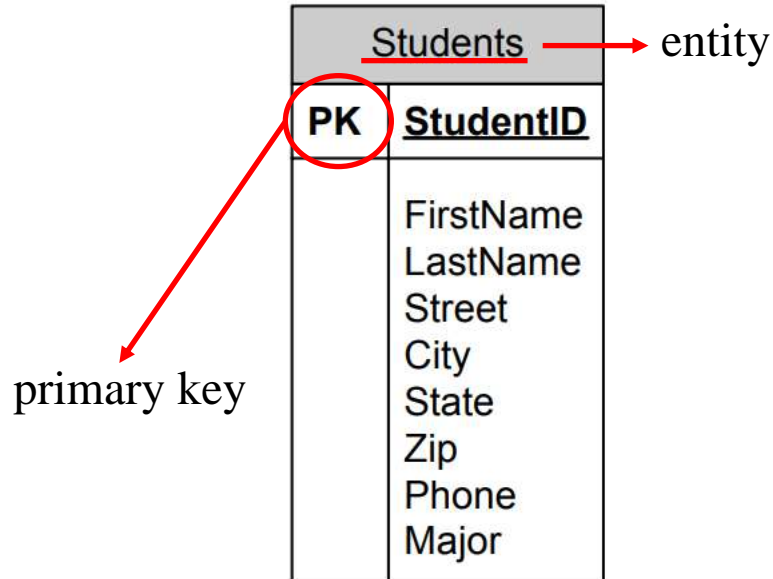 Students entity
PK StudentID
FirstName
LastName
Street
City
State
Zip
Phone
Major
primary key